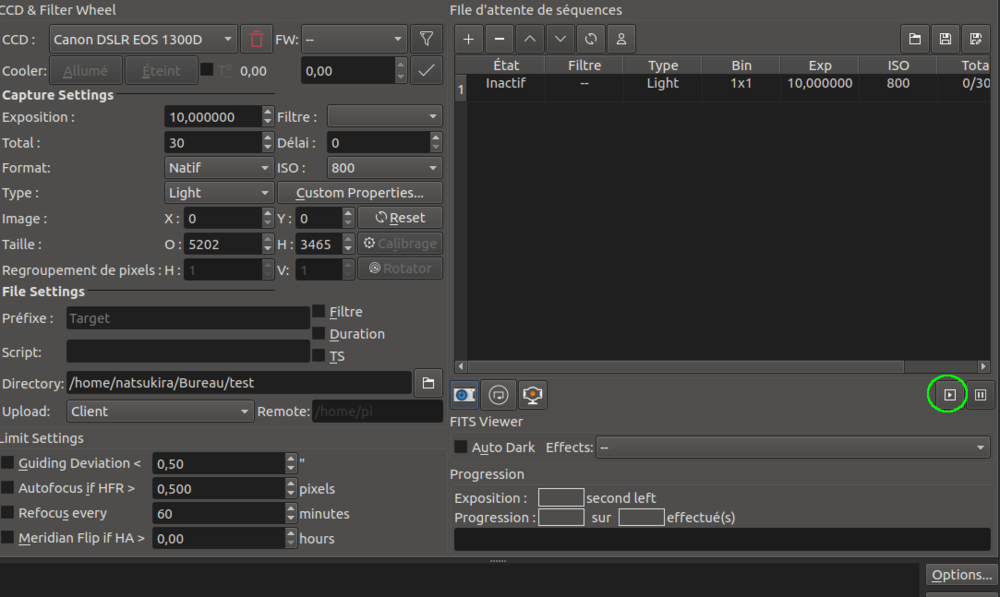 CCD & Filter Wheel
CCD : Canon DSLR EOS 1300D FW: --
Cooler: Allumé Éteint T° 0,00 0,00
Capture Settings
Exposition : 10,000000 Filtre :
Total : 30 Délai : 0
Format: Natif ISO : 800
Type : Light Custom Properties...
Image : X : 0 Y : 0 Reset
Taille : O : 5202 H : 3465 Calibrage
Regroupement de pixels : H : 1 V: 1 Rotator
File Settings
Préfixe : Target Filtre
Duration
Script: TS
Directory: /home/natsukira/Bureau/test
Upload: Client Remote: /home/pi
Limit Settings
Guiding Deviation < 0,50 "
Autofocus if HFR > 0,500 pixels
Refocus every 60 minutes
Meridian Flip if HA > 0,00 hours
FIle d'attente de séquences
État Filtre Type Bin Exp ISO Tota
1 Inactif -- Light 1x1 10,000000 800 0/30
FITS Viewer
Auto Dark Effects: --
Progression
Exposition : second left
Progression : sur effectué(s)
Options...